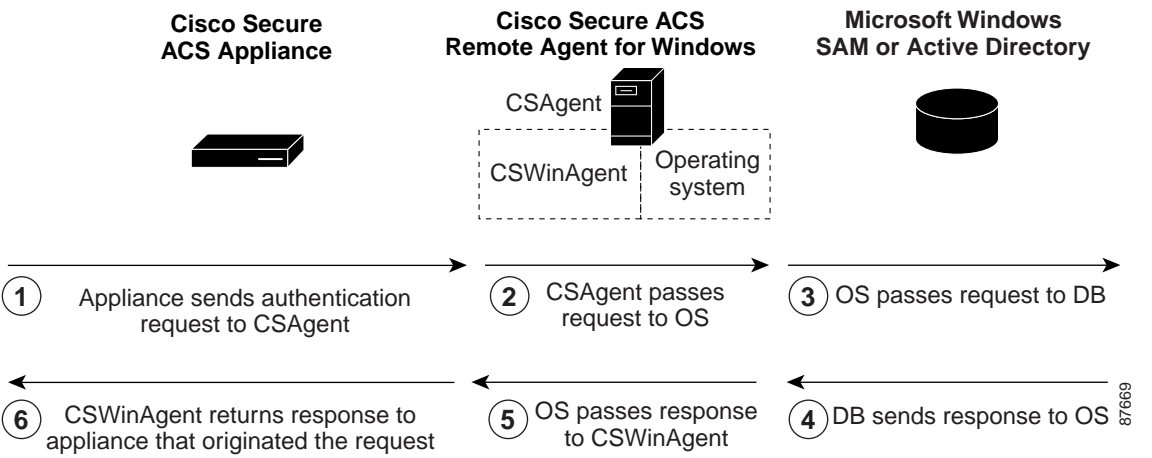 Cisco Secure
ACS Appliance
Cisco Secure ACS
Remote Agent for Windows
Microsoft Windows
SAM or Active Directory
CSAgent
CSWinAgent
Operating
system
1
Appliance sends authentication
request to CSAgent
2
CSAgent passes
request to OS
3
OS passes request to DB
6
CSWinAgent returns response to
appliance that originated the request
5
OS passes response
to CSWinAgent
4
DB sends response to OS
87669